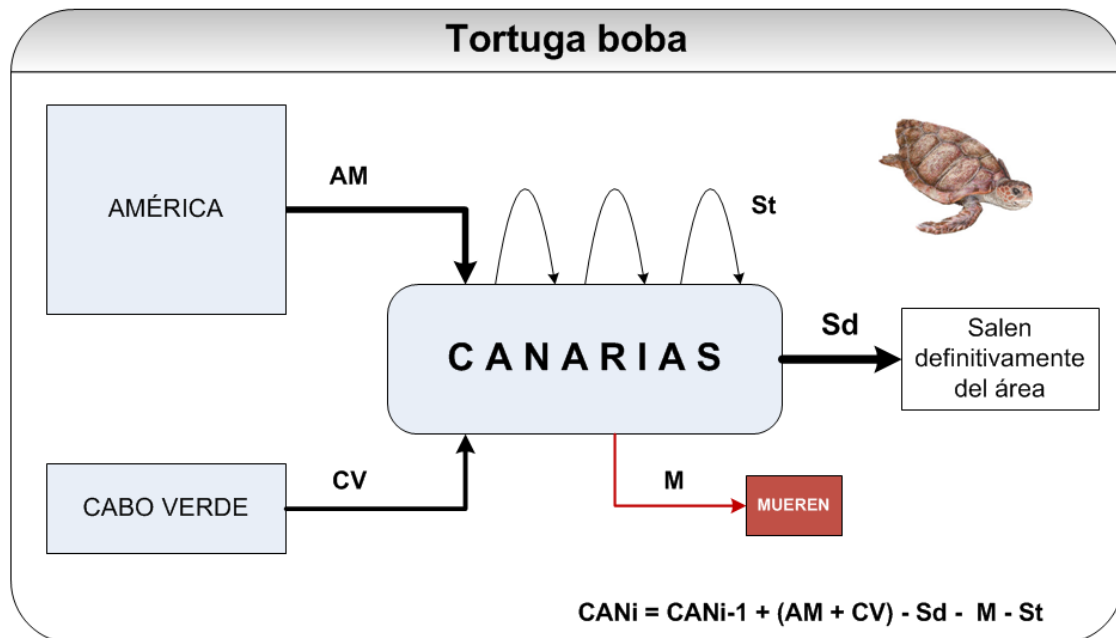 Tortuga boba
AMÉRICA
AM
St
C A N A R I A S
Sd
Salen
definitivamente
del área
CABO VERDE
CV
M
MUEREN
CANi = CANi-1 + (AM + CV) - Sd - M - St